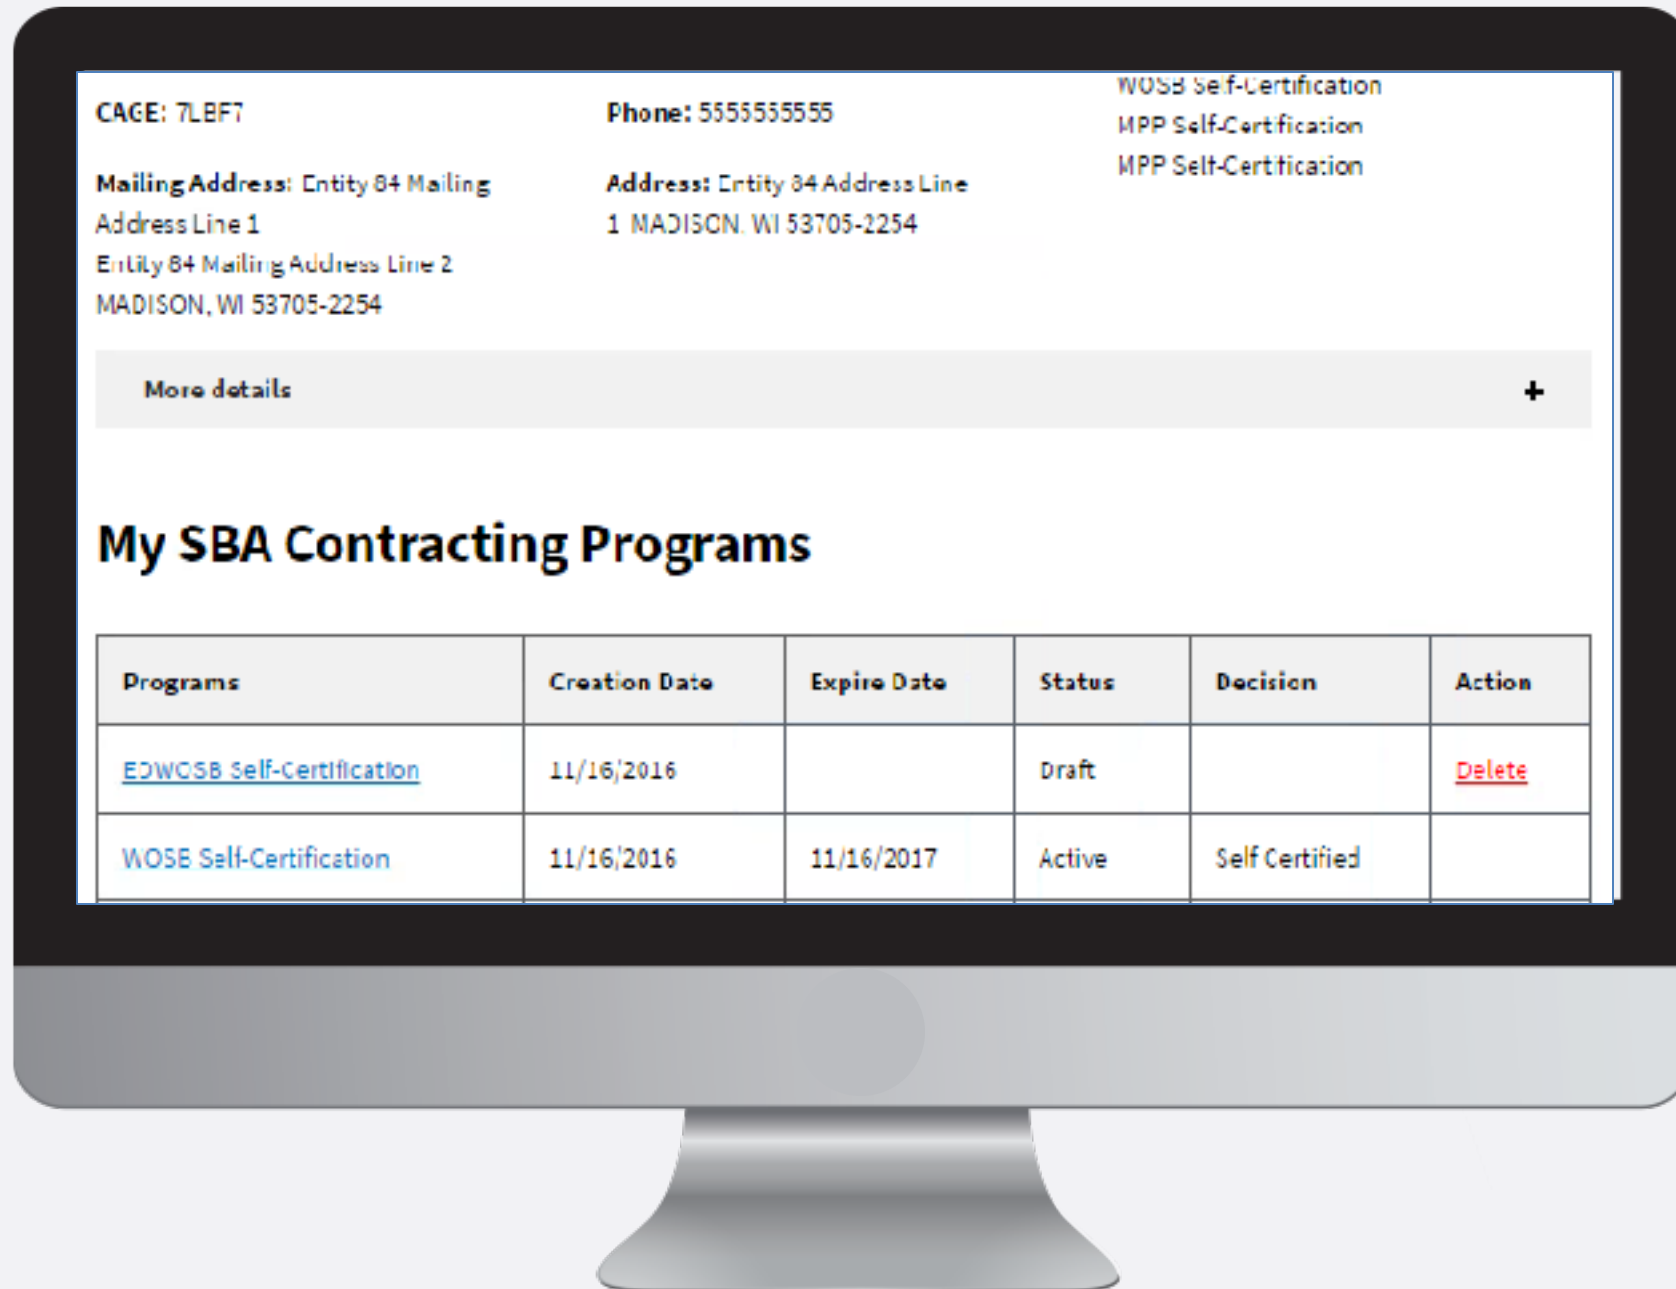 WOSB Self-Certification
CAGE: 7LBF7
Phone: 5555555555
MPP Self-Certification
MPP Self-Certification
Mailing Address: Entity 84 Mailing
Address Line 1
Entity 84 Mailing Address Line 2
MADISON, WI 53705-2254
Address: Entity 84 Address Line
1 MADISON, WI 53705-2254
More details +
My SBA Contracting Programs
Programs Creation Date Expire Date Status Decision Action
EDWOSB Self-Certification 11/16/2016 Draft Delete
WOSB Self-Certification 11/16/2016 11/16/2017 Active Self Certified